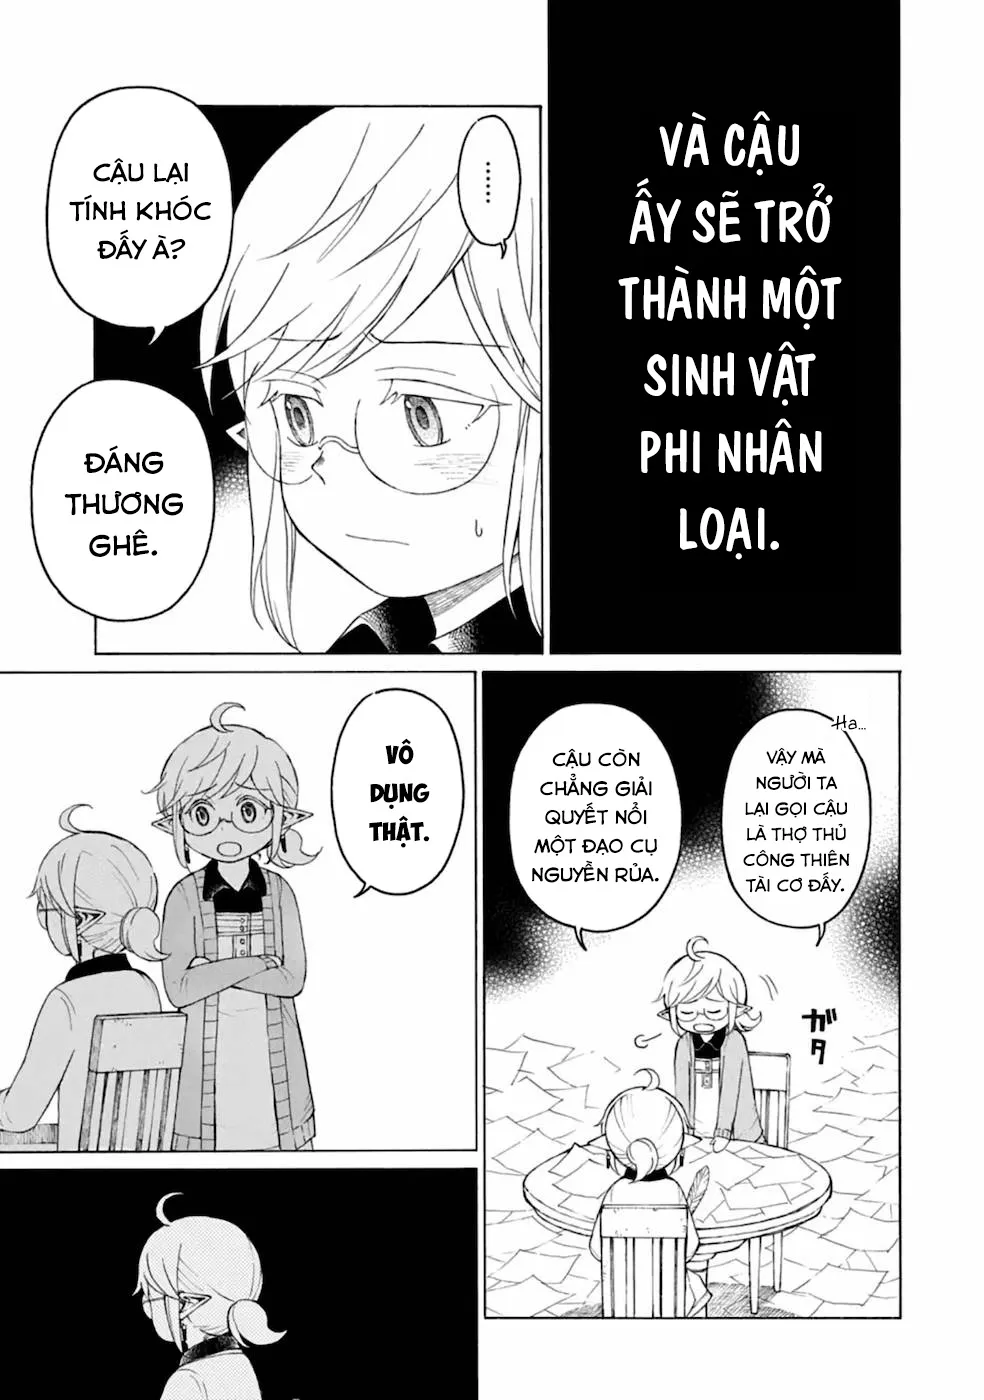 VÀ CẬU
ẤY SẼ TRỞ
THÀNH MỘT
SINH VẬT
PHI NHÂN
LOẠI.
........
CẬU LẠI
TÍNH KHÓC
ĐẤY À?
ĐÁNG
THƯƠNG
GHÊ.
Ha...
VẬY MÀ
NGƯỜI TA
LẠI GỌI CẬU
LÀ THỢ THỦ
CÔNG THIÊN
TÀI CƠ ĐẤY.
CẬU CÒN
CHẲNG GIẢI
QUYẾT NỔI
MỘT ĐẠO CỤ
NGUYỀN RỦA.
ガタ
VÔ
DỤNG
THẬT.